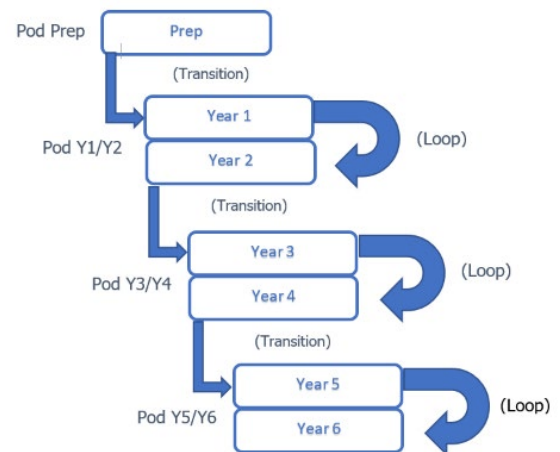 Pod Prep
Prep
(Transition)
Year 1
Pod Y1/Y2
(Loop)
Year 2
(Transition)
Year 3
Pod Y3/Y4
(Loop)
Year 4
(Transition)
Year 5
Pod Y5/Y6
(Loop)
Year 6